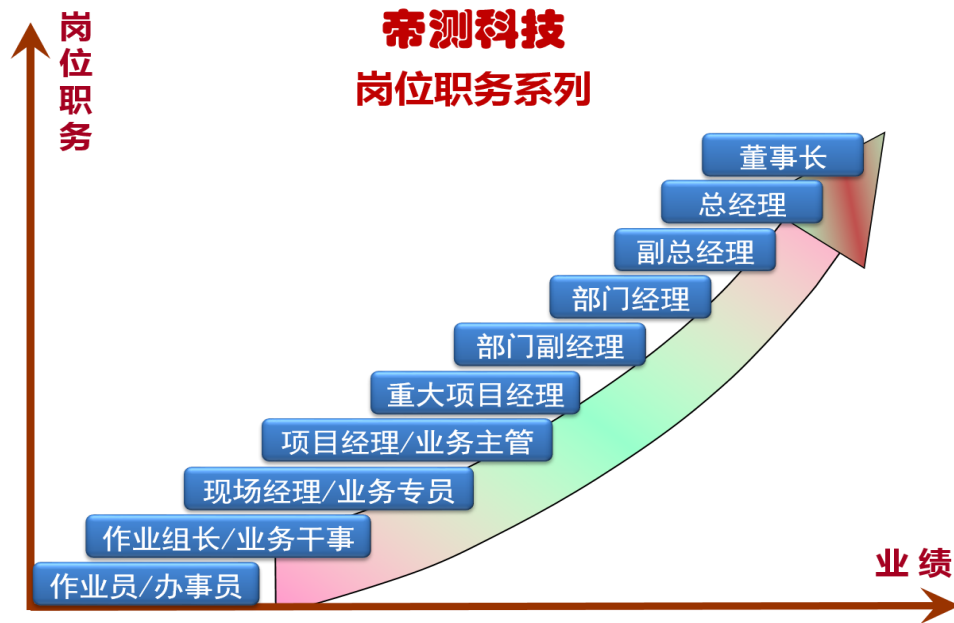 帝测科技
岗位职务系列
岗位职务
董事长
总经理
副总经理
部门经理
部门副经理
重大项目经理
项目经理/业务主管
现场经理/业务专员
作业组长/业务干事
作业员/办事员
业绩